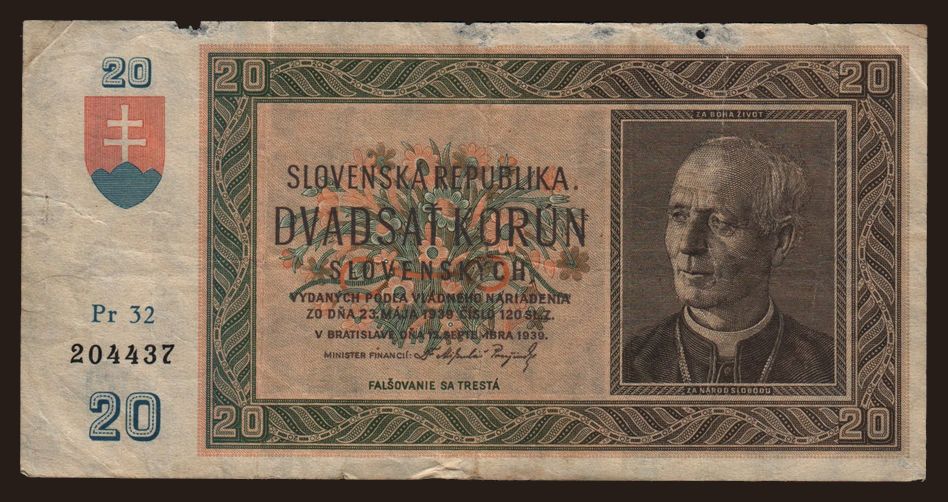 20
20
20
SLOVENSKÁ REPUBLIKA.
DVADSAŤ KORÚN
SLOVENSKÝCH
VYDANÝCH PODĽA VLÁDNEHO NARIADENIA
ZO DŇA 23. MÁJA 1939 ČÍSLO 120 SL. Z.
V BRATISLAVE, DŇA SEPTEMBRA 1939.
MINISTER FINANCIÍ:
FALŠOVANIE SA TRESTÁ
ZA BOHA ŽIVOT
ZA NÁROD SLOBODU
Pr 32
204437
20
20
20